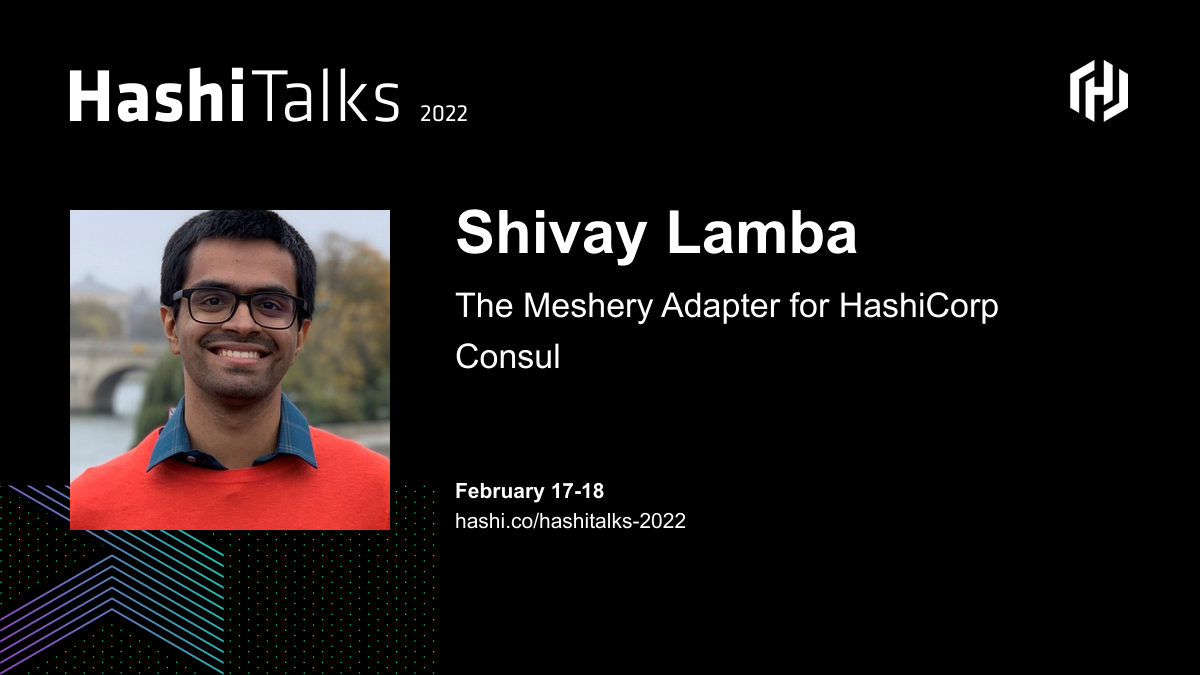 HashiTalks 2022
Shivay Lamba
The Meshery Adapter for HashiCorp
Consul
February 17-18
hashi.co/hashitalks-2022